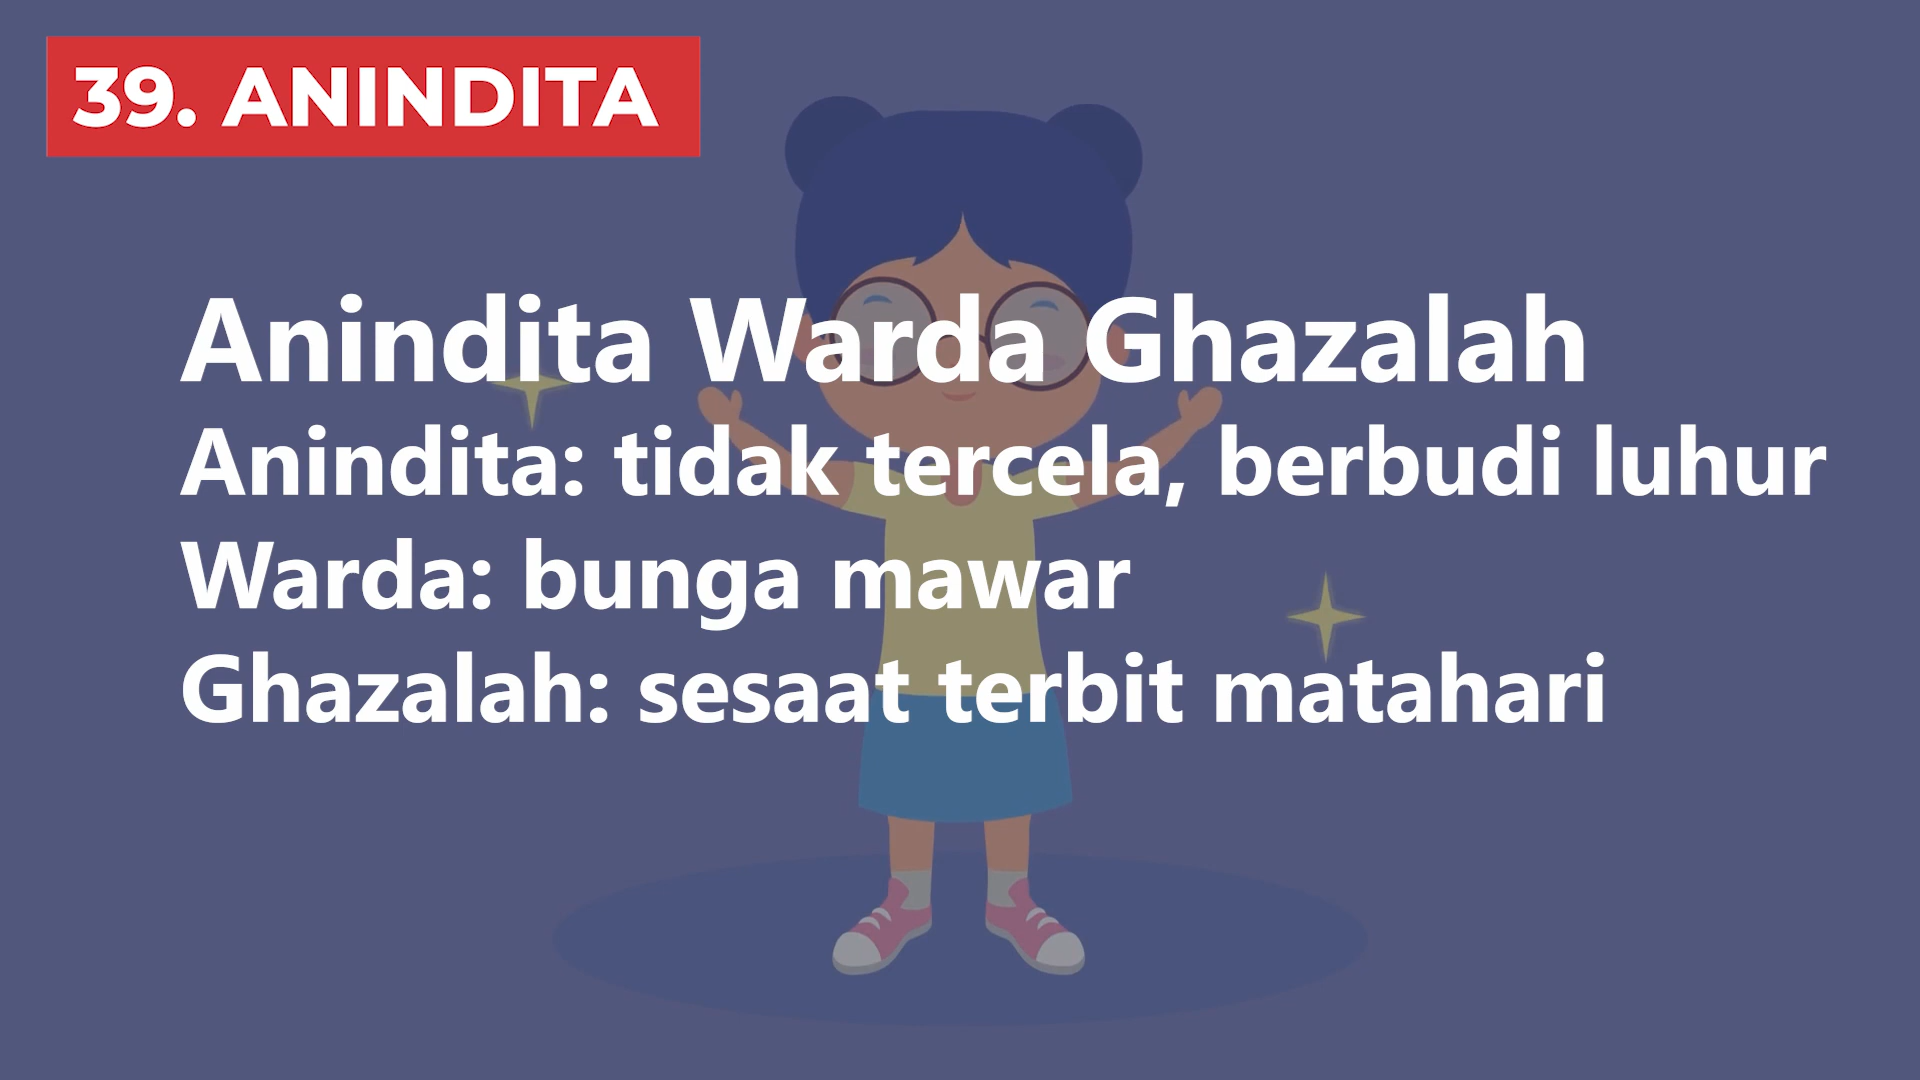 39. ANINDITA
Anindita Warda Ghazalah
Anindita: tidak tercela, berbudi luhur
Warda: bunga mawar
Ghazalah: sesaat terbit matahari